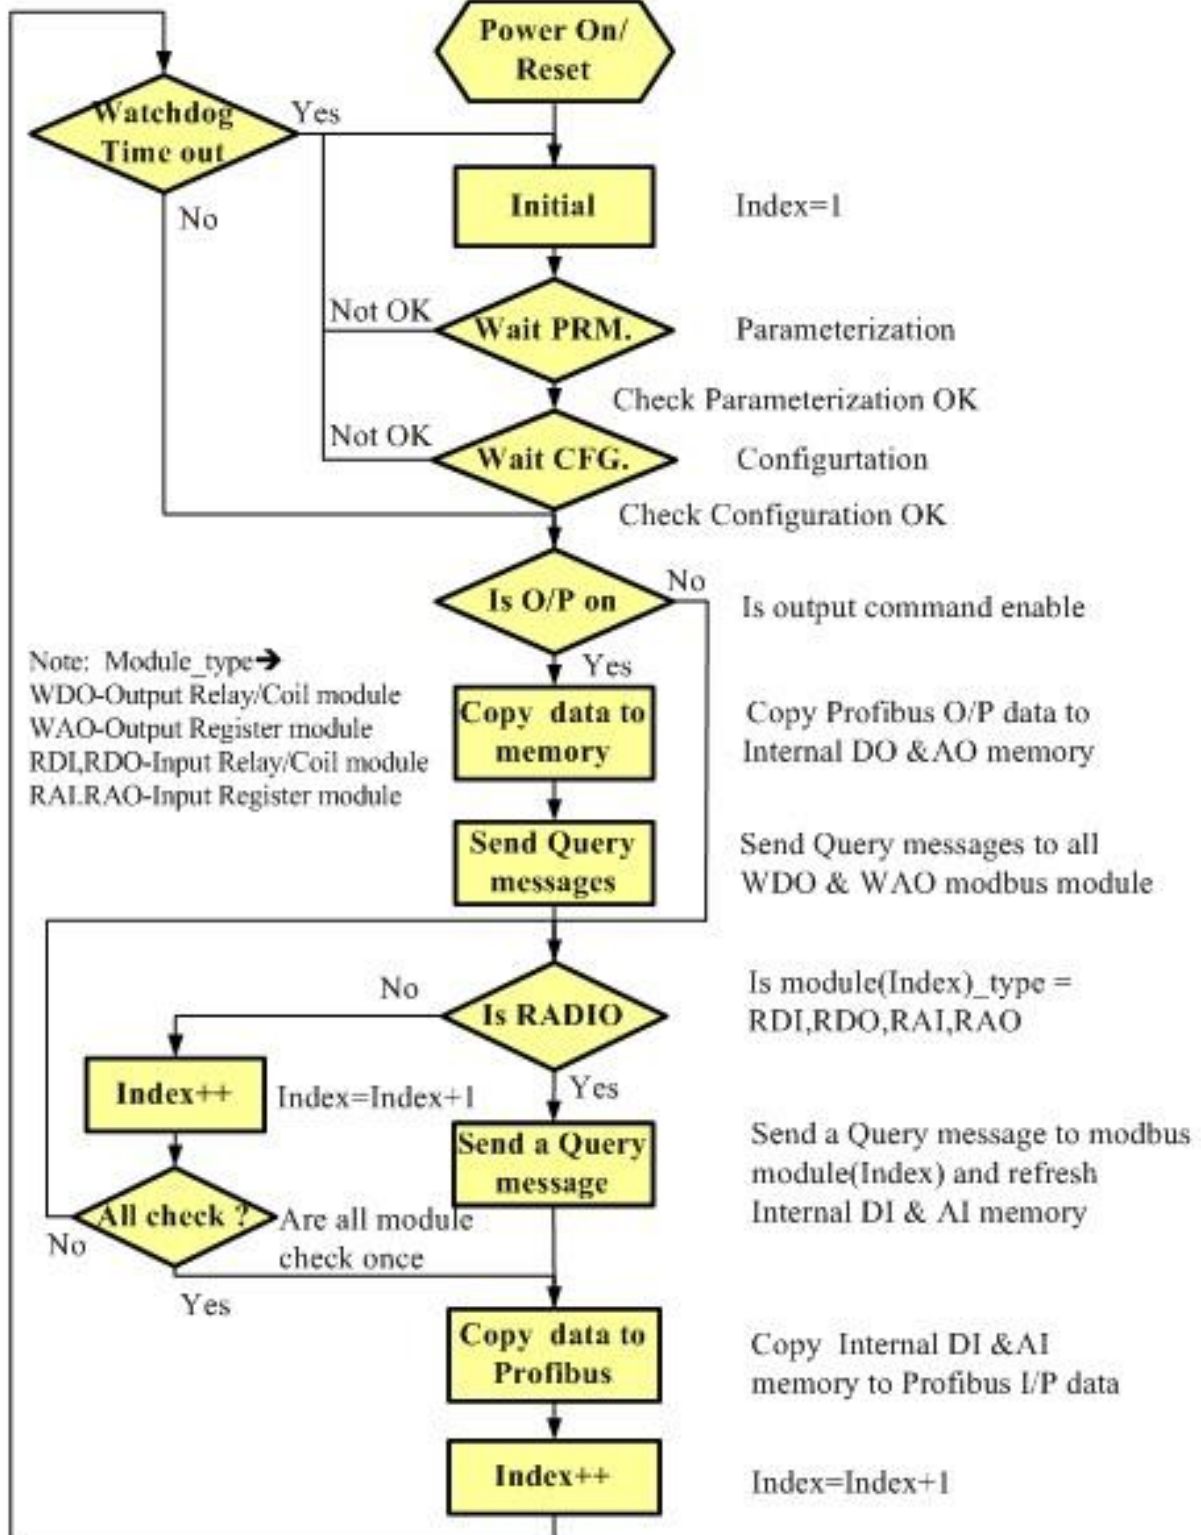 Power On/
Reset
Watchdog
Time out
Yes
No
Initial
Index=1
Not OK
Wait PRM.
Parameterization
Check Parameterization OK
Not OK
Wait CFG.
Configurtation
Check Configuration OK
Is O/P on
No
Is output command enable
Yes
Note: Module_type➔
WDO-Output Relay/Coil module
WAO-Output Register module
RDI,RDO-Input Relay/Coil module
RAI.RAO-Input Register module
Copy data to
memory
Copy Profibus O/P data to
Internal DO &AO memory
Send Query
messages
Send Query messages to all
WDO & WAO modbus module
No
Is RADIO
Is module(Index)_type =
RDI,RDO,RAI,RAO
Yes
Index++
Index=Index+1
Send a Query
message
Send a Query message to modbus
module(Index) and refresh
Internal DI & AI memory
All check ?
Are all module
check once
No
Yes
Copy data to
Profibus
Copy Internal DI &AI
memory to Profibus I/P data
Index++
Index=Index+1